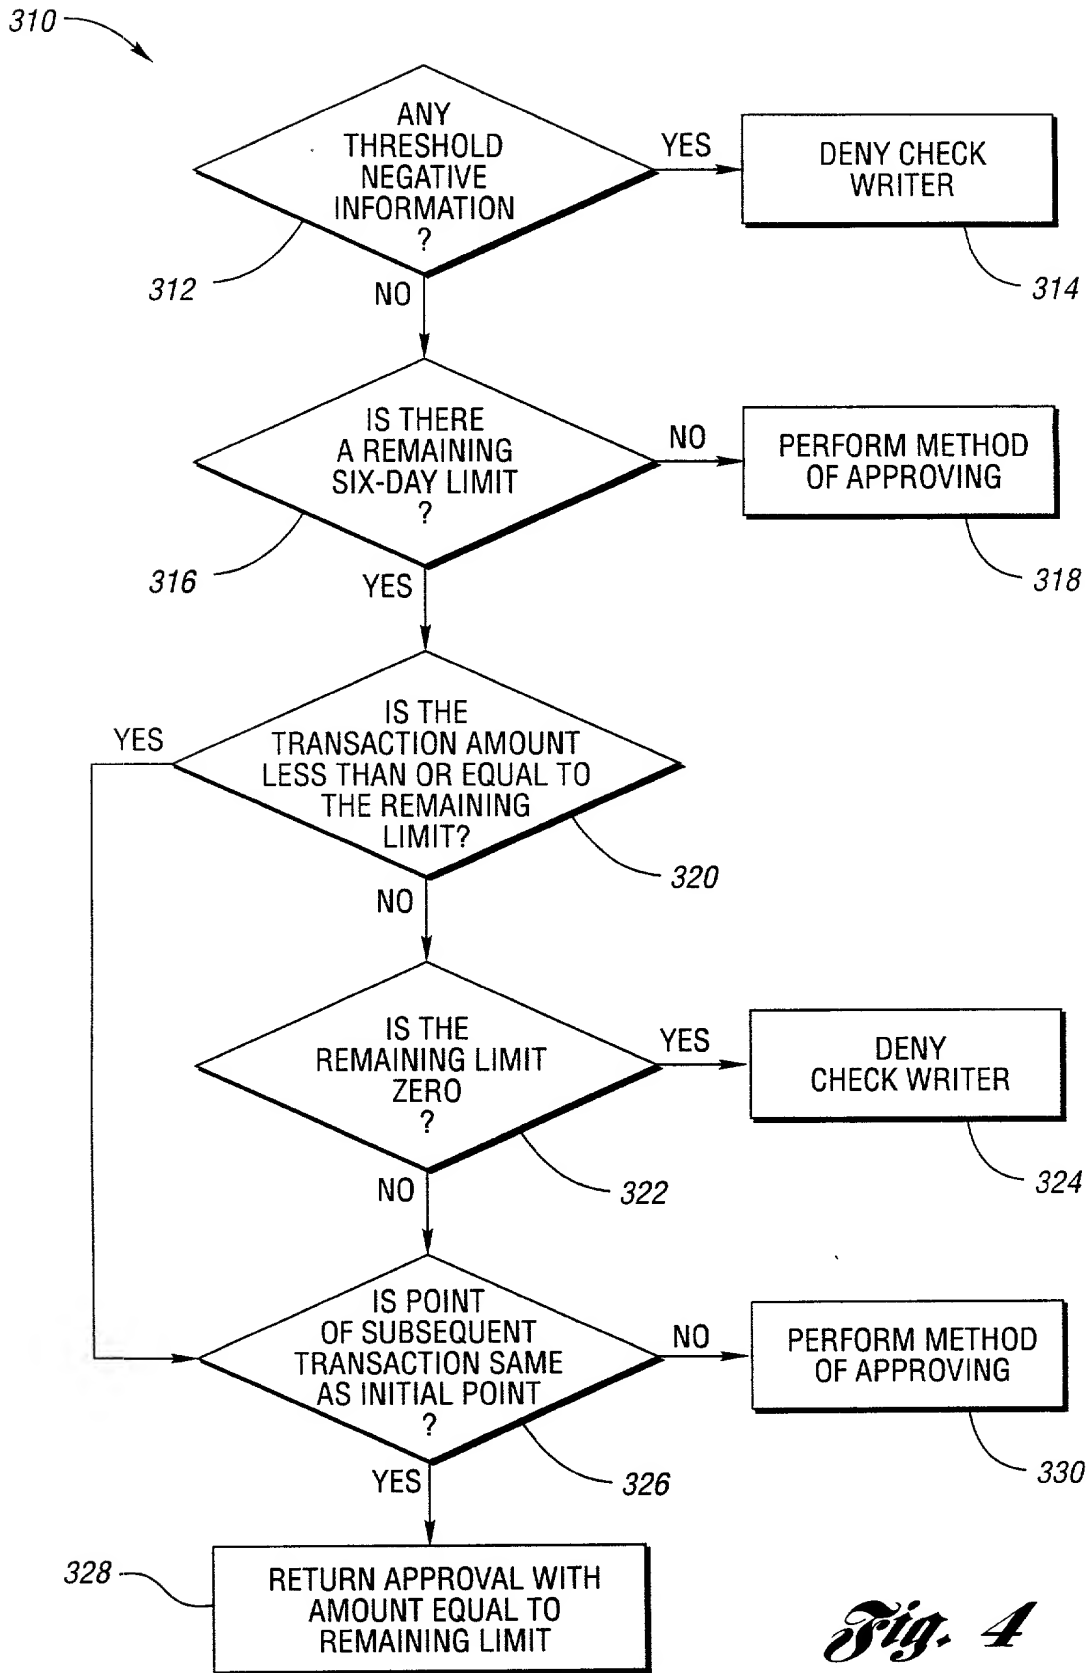 310
ANY
THRESHOLD
NEGATIVE
INFORMATION
?
YES
DENY CHECK
WRITER
312
314
NO
IS THERE
A REMAINING
SIX-DAY LIMIT
?
NO
PERFORM METHOD
OF APPROVING
316
318
YES
IS THE
TRANSACTION AMOUNT
LESS THAN OR EQUAL TO
THE REMAINING
LIMIT?
YES
320
NO
IS THE
REMAINING LIMIT
ZERO
?
YES
DENY
CHECK WRITER
322
324
NO
IS POINT
OF SUBSEQUENT
TRANSACTION SAME
AS INITIAL POINT
?
NO
PERFORM METHOD
OF APPROVING
326
330
YES
328
RETURN APPROVAL WITH
AMOUNT EQUAL TO
REMAINING LIMIT
Fig. 4